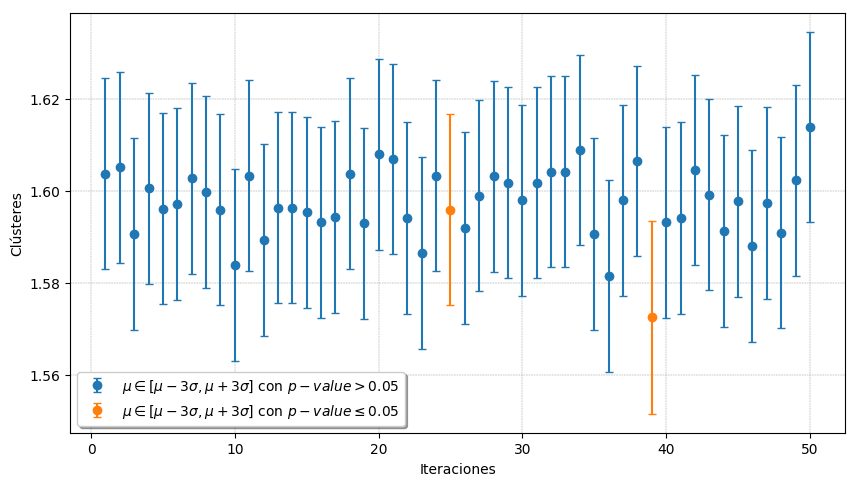 Clústeres
1.62
1.60
1.58
1.56
μ ∈ [μ − 3σ, μ + 3σ] con p − value > 0.05
μ ∈ [μ − 3σ, μ + 3σ] con p − value ≤ 0.05
0 10 20 30 40 50
Iteraciones